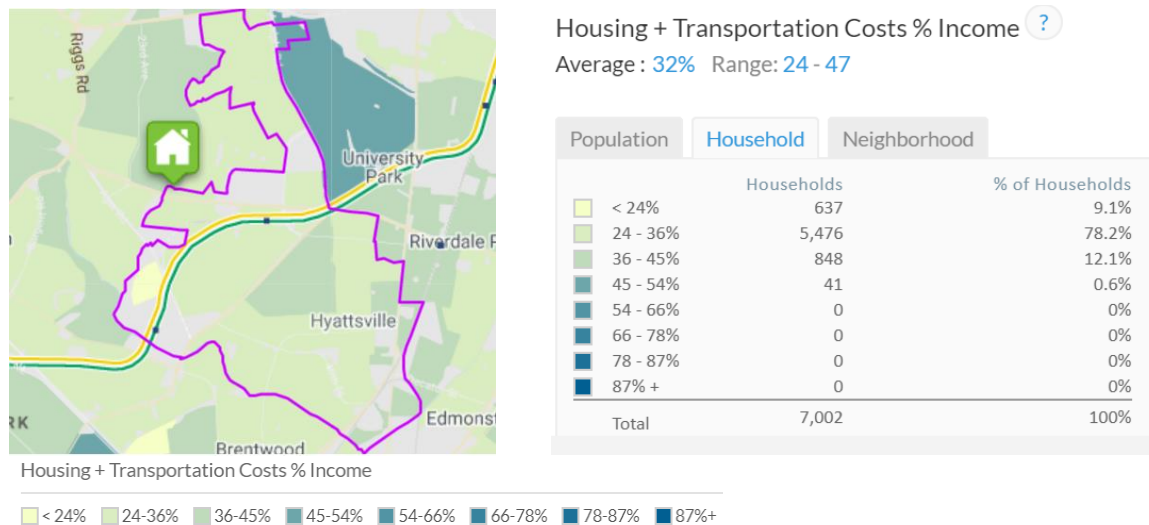 Riggs Rd
23rd Ave
University
Park
Riverdale P
Hyattsville
Edmonst
Brentwood
RK
Housing + Transportation Costs % Income ?
Average : 32% Range: 24 - 47
Population Household Neighborhood
Households % of Households
< 24% 637 9.1%
24 - 36% 5,476 78.2%
36 - 45% 848 12.1%
45 - 54% 41 0.6%
54 - 66% 0 0%
66 - 78% 0 0%
78 - 87% 0 0%
87% + 0 0%
Total 7,002 100%
Housing + Transportation Costs % Income
< 24% 24-36% 36-45% 45-54% 54-66% 66-78% 78-87% 87%+